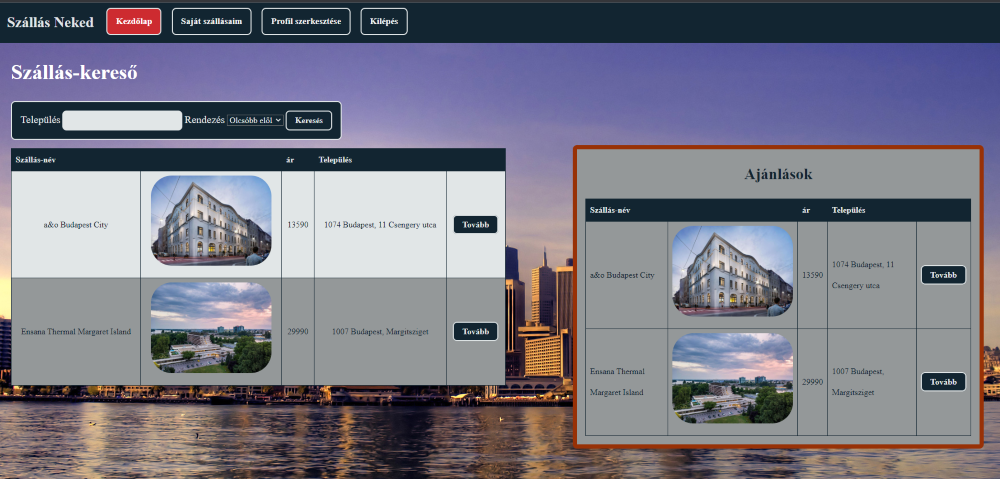 Szállás Neked Kezdőlap Saját szállásaim Profil szerkesztése Kilépés
Szállás-kereső
Település Rendezés Olcsóbb elől Keresés
Szállás-név ár Település
a&o Budapest City 13590 1074 Budapest, 11 Csengery utca Tovább
Ensana Thermal Margaret Island 29990 1007 Budapest, Margitsziget Tovább
Ajánlások
Szállás-név ár Település
a&o Budapest City 13590 1074 Budapest, 11
Csengery utca Tovább
Ensana Thermal
Margaret Island 29990 1007 Budapest,
Margitsziget Tovább